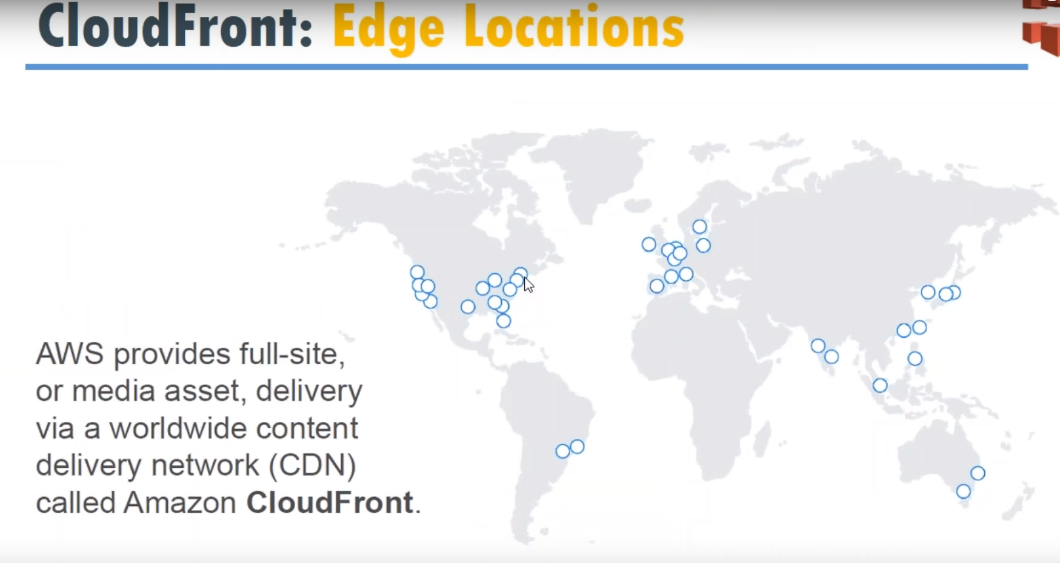 CloudFront: Edge Locations
AWS provides full-site,
or media asset, delivery
via a worldwide content
delivery network (CDN)
called Amazon CloudFront.